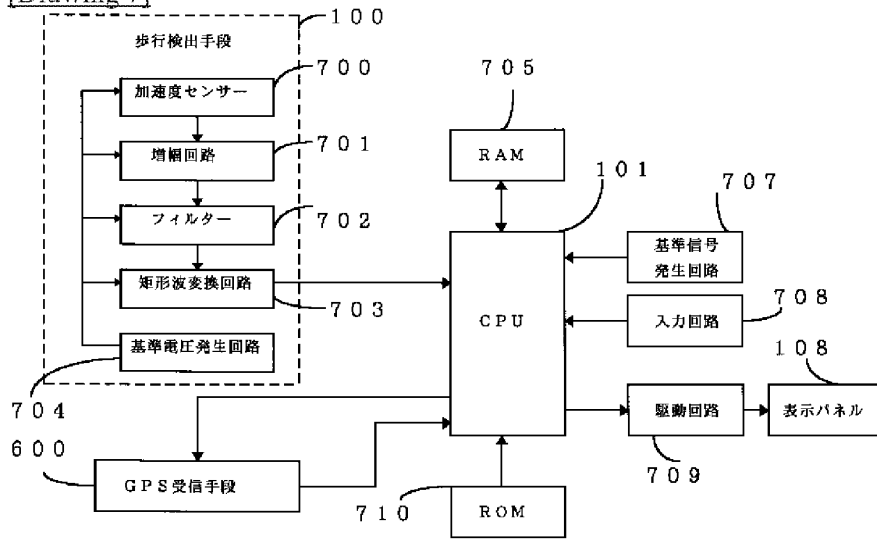 [Drawing 7]
100
歩行検出手段
700
加速度センサー
701
増幅回路
702
フィルター
703
矩形波変換回路
基準電圧発生回路
704
600
GPS受信手段
705
RAM
101
CPU
707
基準信号
発生回路
708
入力回路
108
駆動回路
表示パネル
709
710
ROM